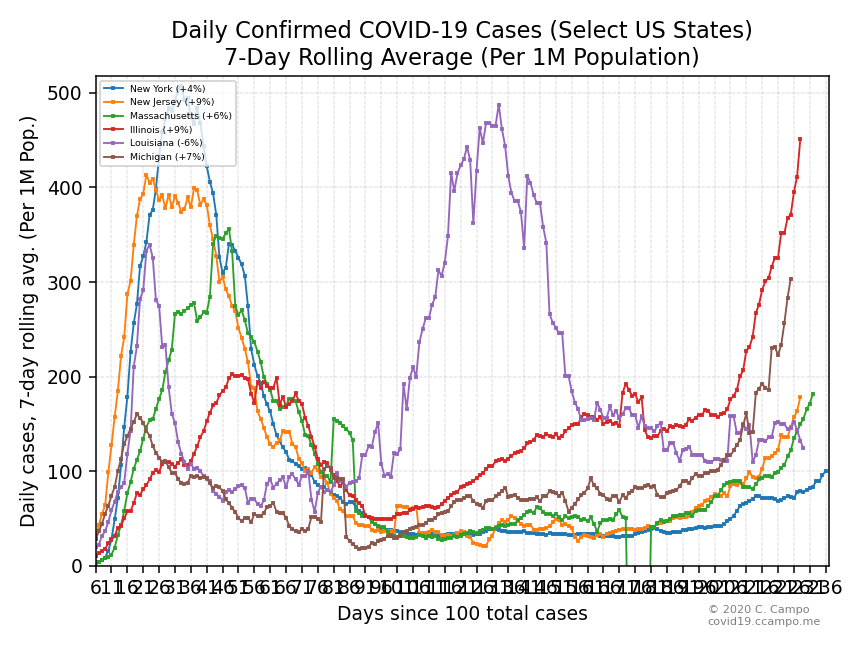 Daily Confirmed COVID-19 Cases (Select US States)
7-Day Rolling Average (Per 1M Population)
New York (+4%)
New Jersey (+9%)
Massachusetts (+6%)
Illinois (+9%)
Louisiana (-6%)
Michigan (+7%)
Daily cases, 7-day rolling avg. (Per 1M Pop.)
500
400
300
200
100
0
Days since 100 total cases
© 2020 C. Campo
covid19.ccampo.me